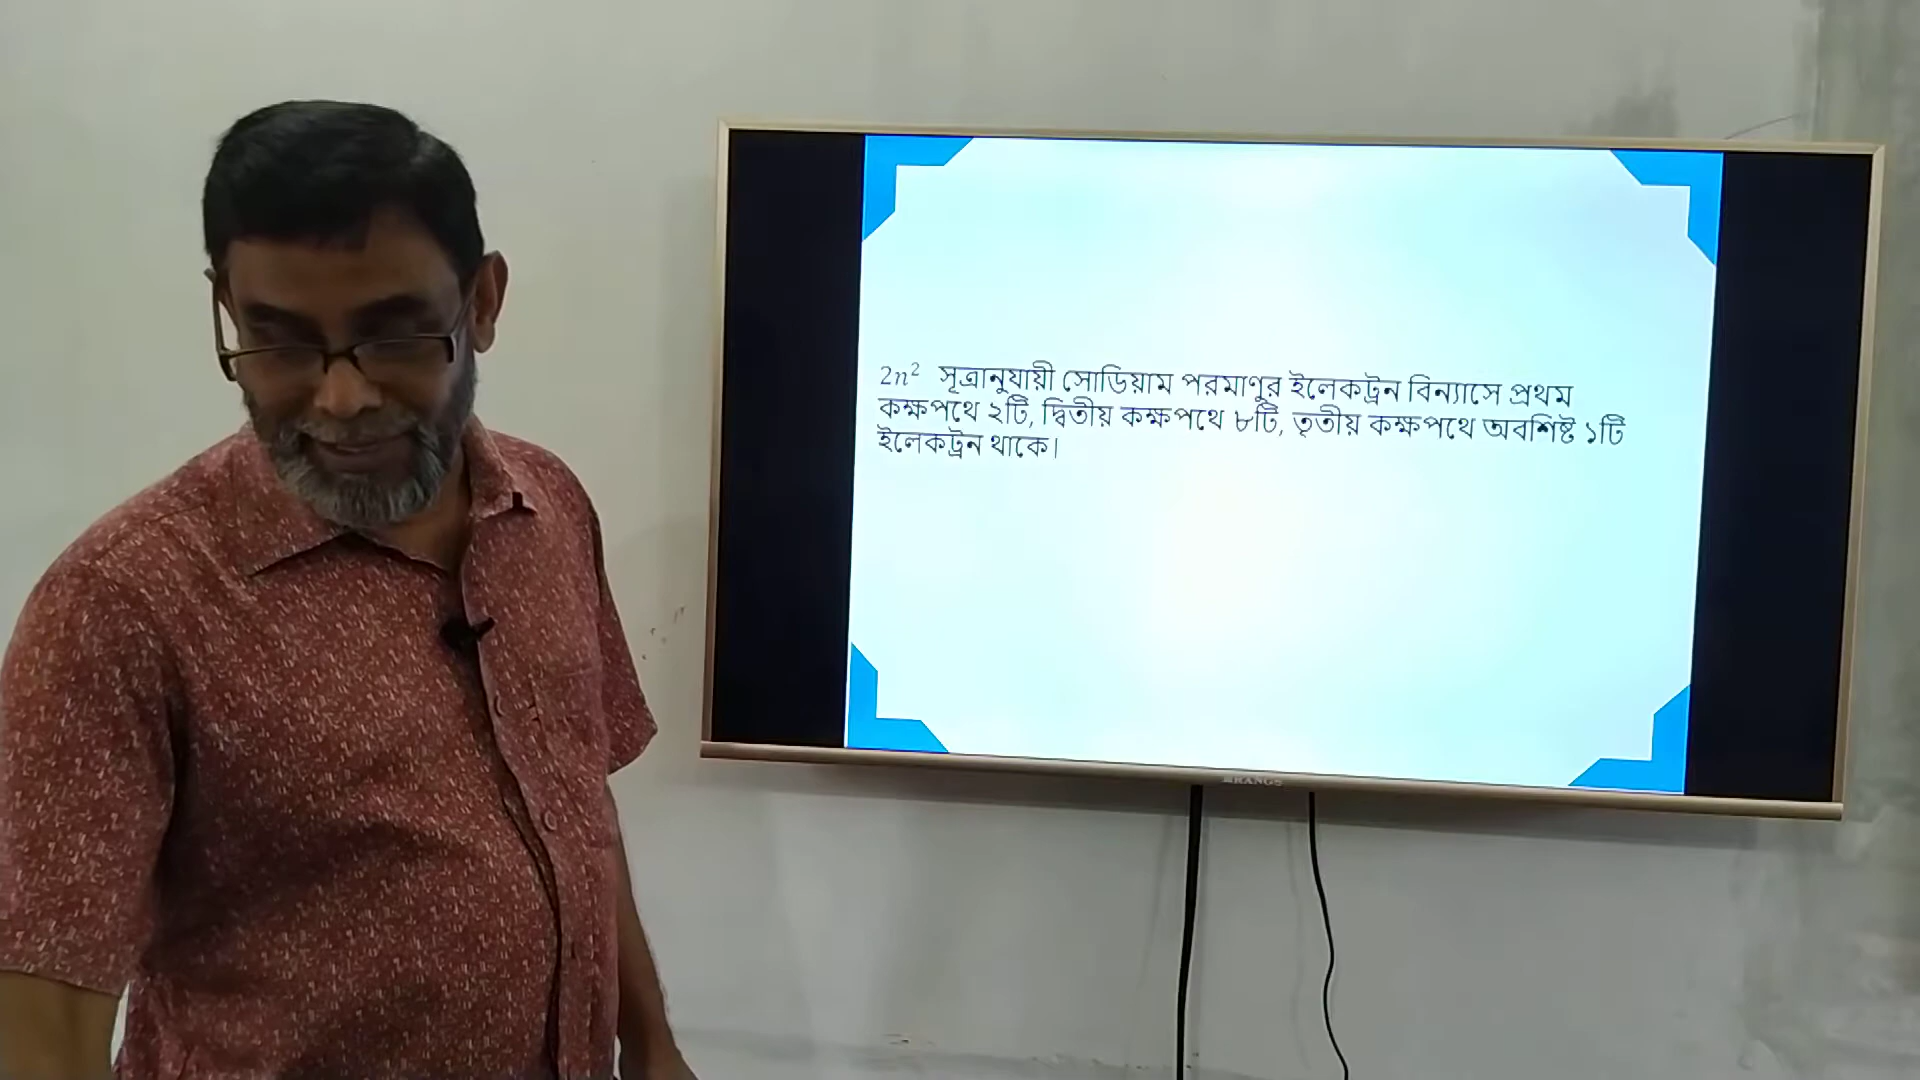 2n² সূত্রানুযায়ী সোডিয়াম পরমাণুর ইলেকট্রন বিন্যাসে প্রথম
কক্ষপথে ২টি, দ্বিতীয় কক্ষপথে ৮টি, তৃতীয় কক্ষপথে অবশিষ্ট ১টি
ইলেকট্রন থাকে।
RANGS